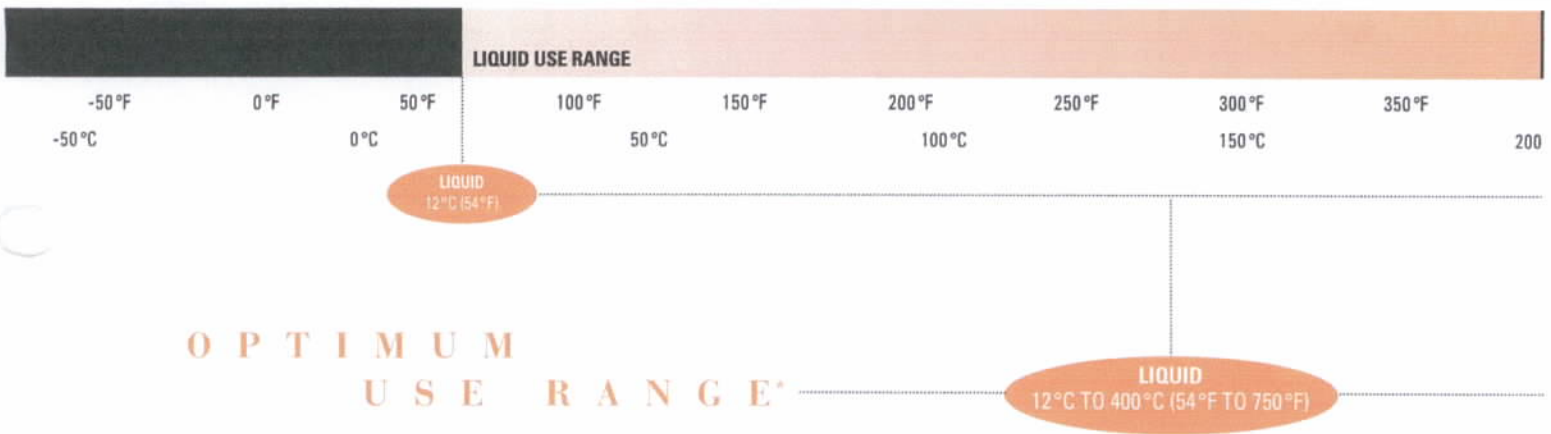 LIQUID USE RANGE
-50°F 0°F 50°F 100°F 150°F 200°F 250°F 300°F 350°F
-50°C 0°C 50°C 100°C 150°C 200
LIQUID
12°C (54°F)
OPTIMUM
USE RANGE*
LIQUID
12°C TO 400°C (54°F TO 750°F)